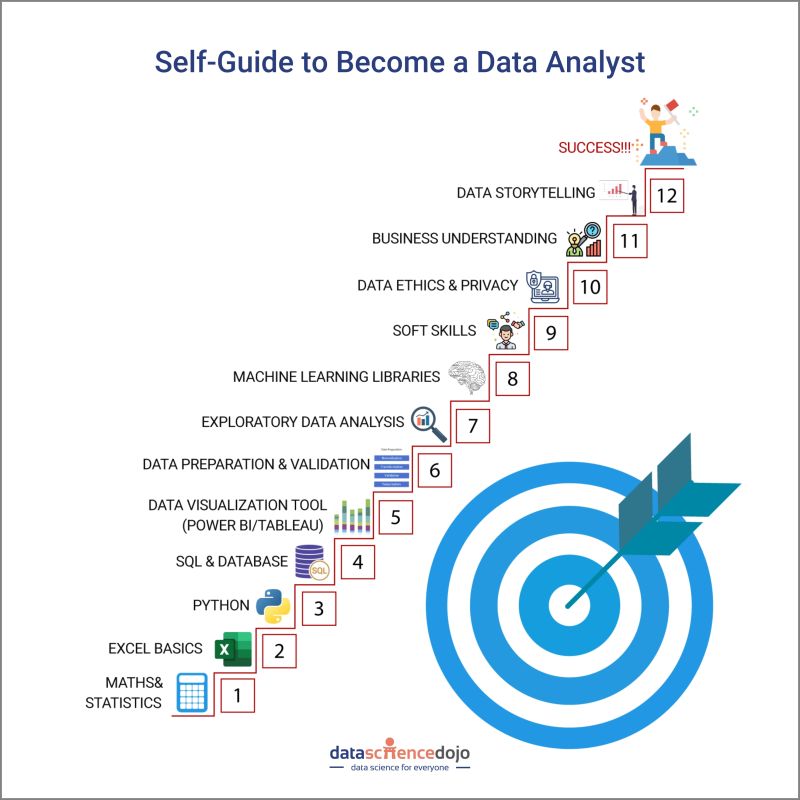 Self-Guide to Become a Data Analyst
SUCCESS!!!
DATA STORYTELLING
12
BUSINESS UNDERSTANDING
11
DATA ETHICS & PRIVACY
10
SOFT SKILLS
9
MACHINE LEARNING LIBRARIES
8
EXPLORATORY DATA ANALYSIS
7
DATA PREPARATION & VALIDATION
6
DATA VISUALIZATION TOOL
(POWER BI/TABLEAU)
5
SQL & DATABASE
SQL
4
PYTHON
3
EXCEL BASICS
X
2
MATHS&
STATISTICS
1
datasciencedojo
data science for everyone